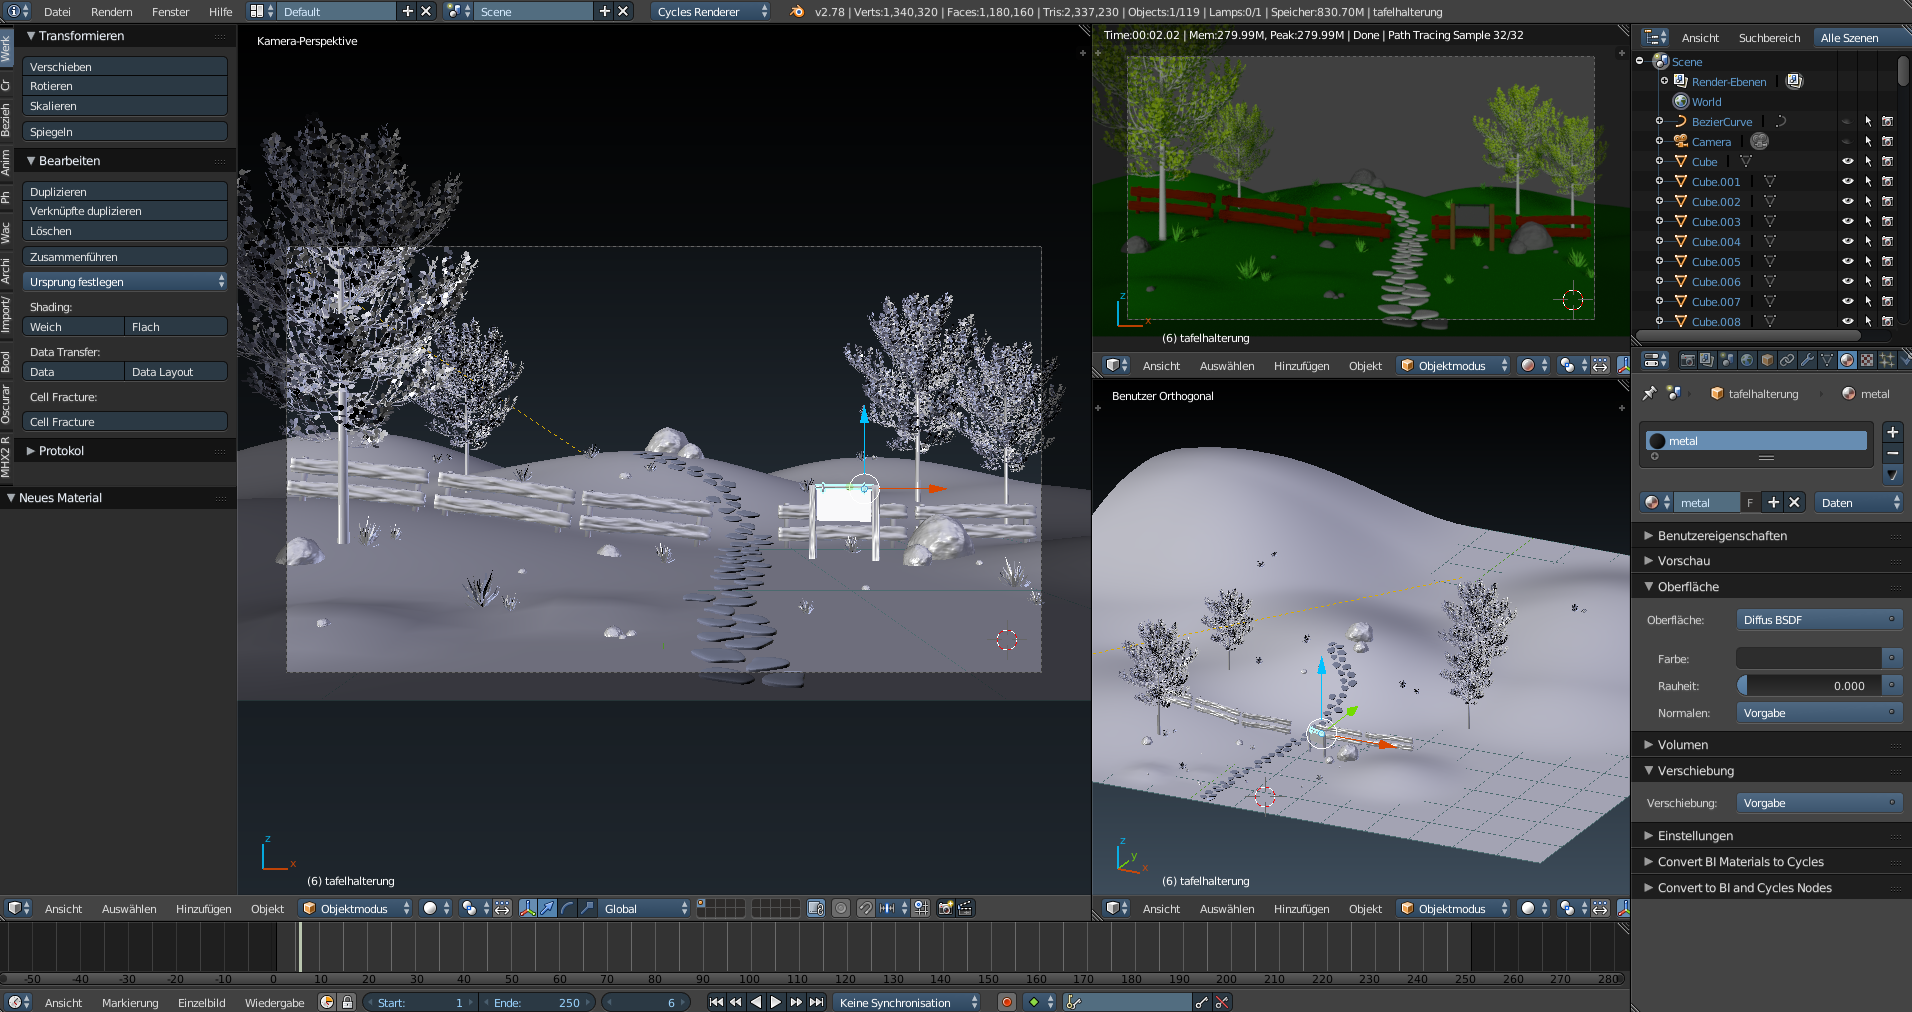 Datei Rendern Fenster Hilfe Default Scene Cycles Renderer v2.78 | Verts:1,340,320 | Faces:1,180,160 | Tris:2,337,230 | Objects:1/119 | Lamps:0/1 | Speicher:830.70M | tafelhalterung
Werk
Cr
Bezieh
Anim
Ph
Wac
Archi
Import/
Bool
Oscurar
MHX2 R
Transformieren
Verschieben
Rotieren
Skalieren
Spiegeln
Bearbeiten
Duplizieren
Verknüpfte duplizieren
Löschen
Zusammenführen
Ursprung festlegen
Shading:
Weich Flach
Data Transfer:
Data Data Layout
Cell Fracture:
Cell Fracture
Protokol
Neues Material
Kamera-Perspektive
z
x
(6) tafelhalterung
Ansicht Auswählen Hinzufügen Objekt Objektmodus Global
Time:00:02.02 | Mem:279.99M, Peak:279.99M | Done | Path Tracing Sample 32/32
z
x
(6) tafelhalterung
Ansicht Auswählen Hinzufügen Objekt Objektmodus
Benutzer Orthogonal
z
y
x
(6) tafelhalterung
Ansicht Auswählen Hinzufügen Objekt Objektmodus
Ansicht Suchbereich Alle Szenen
Scene
Render-Ebenen
World
BezierCurve
Camera
Cube
Cube.001
Cube.002
Cube.003
Cube.004
Cube.005
Cube.006
Cube.007
Cube.008
tafelhalterung metal
metal
metal F Daten
Benutzereigenschaften
Vorschau
Oberfläche
Oberfläche: Diffus BSDF
Farbe:
Rauheit: 0.000
Normalen: Vorgabe
Volumen
Verschiebung
Verschiebung: Vorgabe
Einstellungen
Convert BI Materials to Cycles
Convert to BI and Cycles Nodes
-50 -40 -30 -20 -10 0 10 20 30 40 50 60 70 80 90 100 110 120 130 140 150 160 170 180 190 200 210 220 230 240 250 260 270 280
Ansicht Markierung Einzelbild Wiedergabe Start: 1 Ende: 250 6 Keine Synchronisation